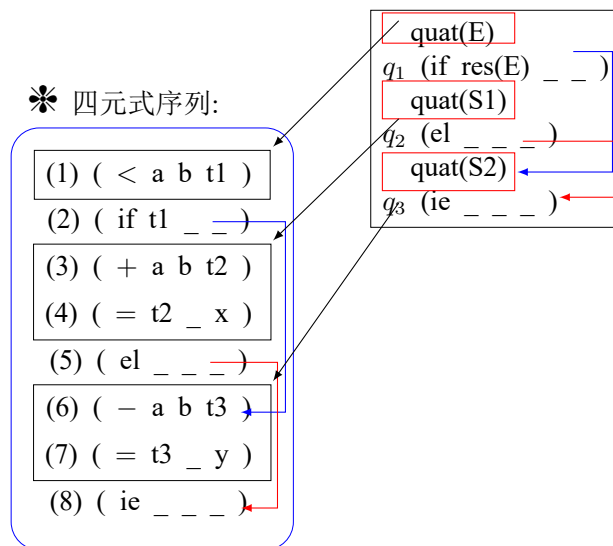 quat(E)
q1 (if res(E) _ _)
quat(S1)
q2 (el _ _ _)
quat(S2)
q3 (ie _ _ _)
❉ 四元式序列:
(1) ( < a b t1 )
(2) ( if t1 _ _ )
(3) ( + a b t2 )
(4) ( = t2 _ x )
(5) ( el _ _ _ )
(6) ( − a b t3 )
(7) ( = t3 _ y )
(8) ( ie _ _ _ )